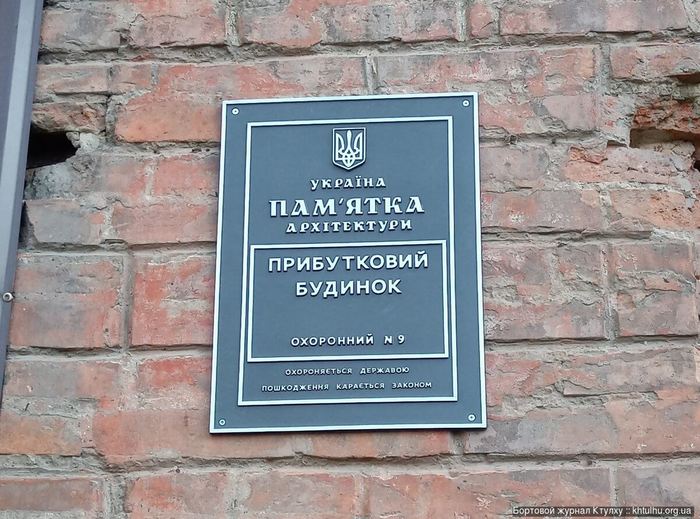 УКРАЇНА
ПАМ'ЯТКА
АРХІТЕКТУРИ
ПРИБУТКОВИЙ
БУДИНОК
ОХОРОННИЙ N 9
ОХОРОНЯЄТЬСЯ ДЕРЖАВОЮ
ПОШКОДЖЕННЯ КАРАЄТЬСЯ ЗАКОНОМ
Бортовой журнал Ктулху :: khtulhu.org.ua